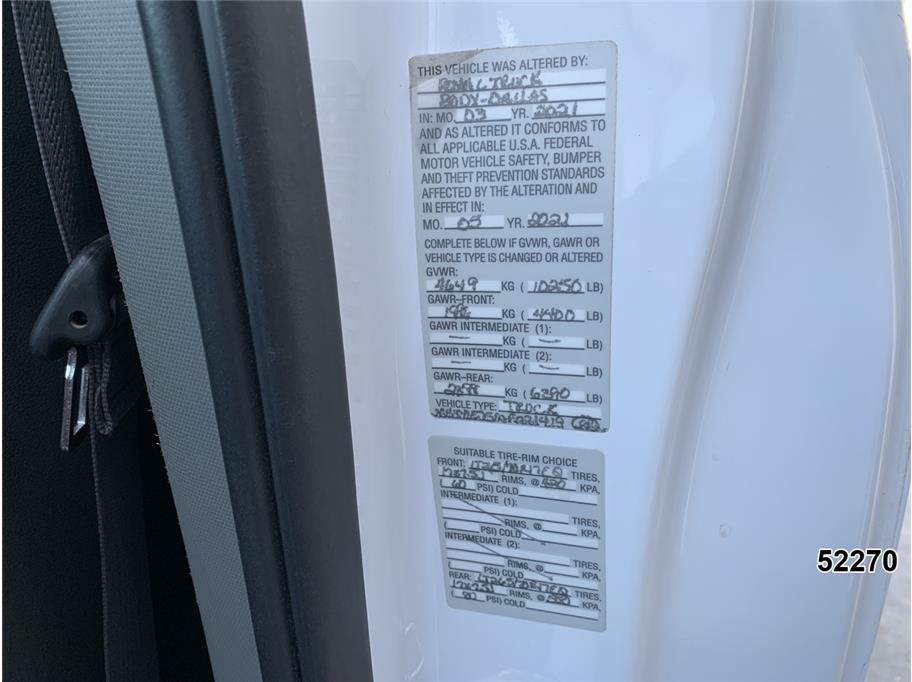 THIS VEHICLE WAS ALTERED BY:
TRUCK
BODY-DALLAS
IN: MO. 03 YR. 2021
AND AS ALTERED IT CONFORMS TO
ALL APPLICABLE U.S.A. FEDERAL
MOTOR VEHICLE SAFETY, BUMPER
AND THEFT PREVENTION STANDARDS
AFFECTED BY THE ALTERATION AND
IN EFFECT IN:
MO. 03 YR. 2021
COMPLETE BELOW IF GVWR, GAWR OR
VEHICLE TYPE IS CHANGED OR ALTERED
GVWR:
4649 KG ( 10250 LB)
GAWR-FRONT:
KG ( 4400 LB)
GAWR INTERMEDIATE (1):
— KG ( — LB)
GAWR INTERMEDIATE (2):
— KG ( — LB)
GAWR-REAR:
KG ( 6390 LB)
VEHICLE TYPE: TRUCK
SUITABLE TIRE-RIM CHOICE
FRONT: TIRES,
RIMS, @ KPA,
( 60 PSI) COLD
INTERMEDIATE (1):
TIRES,
RIMS, @ KPA,
( PSI) COLD
INTERMEDIATE (2):
TIRES,
RIMS, @ KPA,
( PSI) COLD
REAR: TIRES,
RIMS, @ KPA,
( 80 PSI) COLD
52270